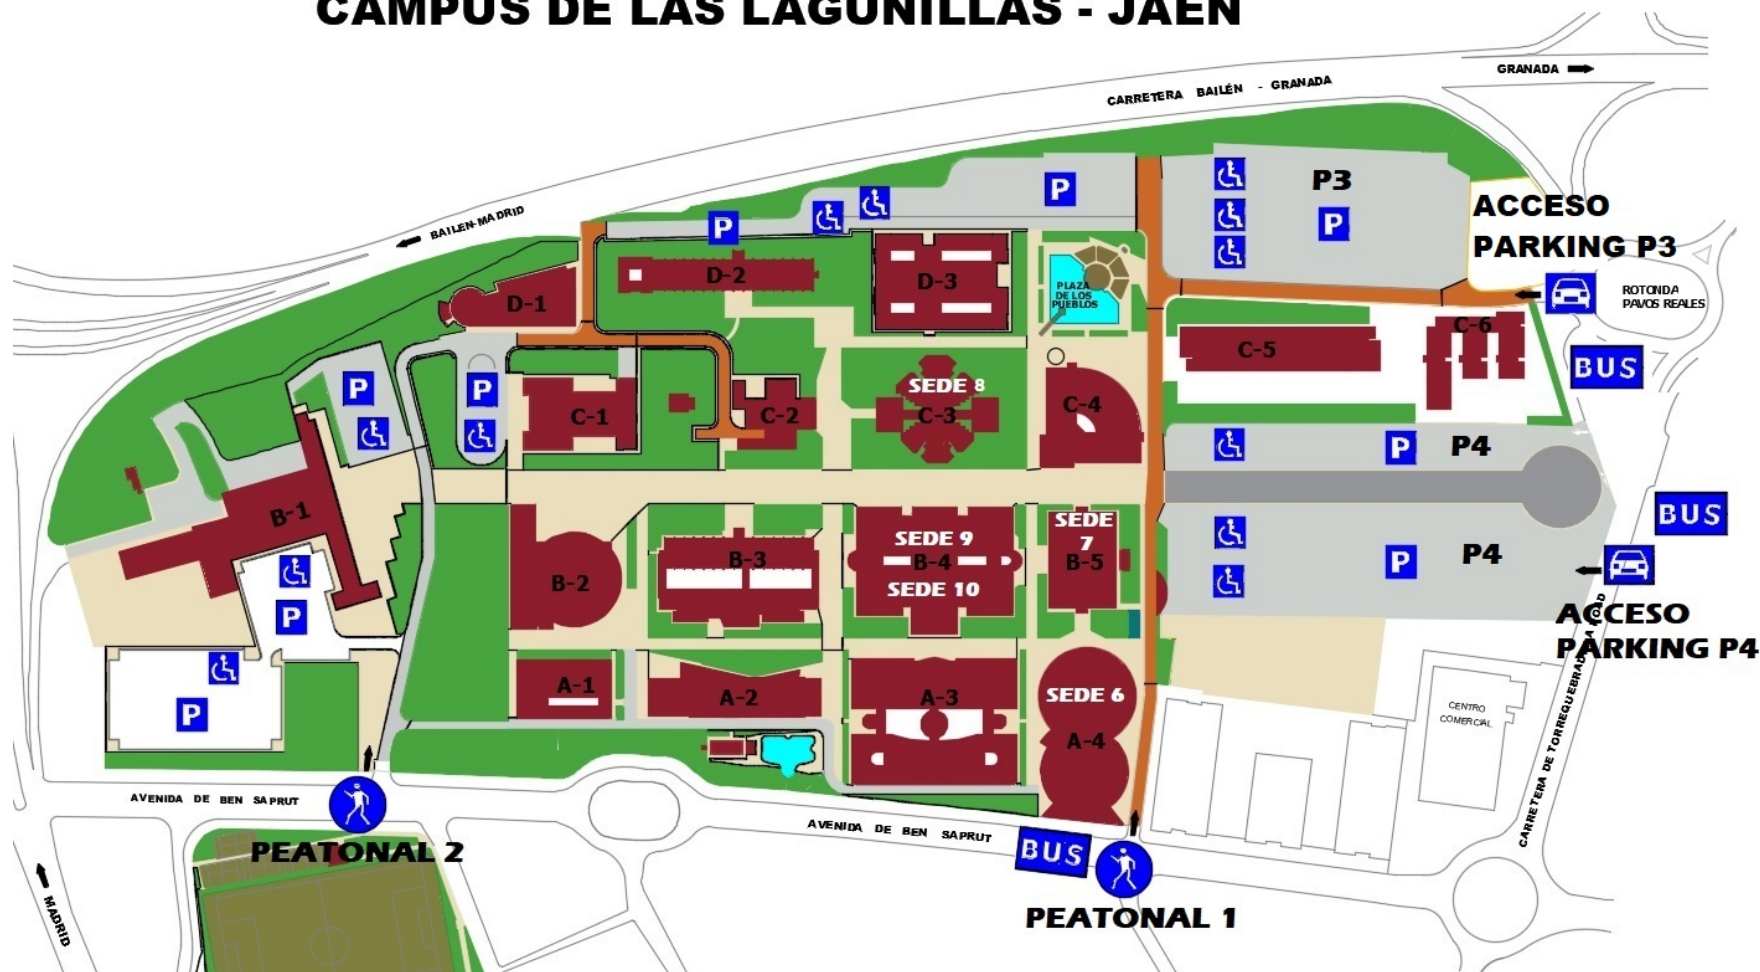 CAMPUS DE LAS LAGUNILLAS - JAEN
GRANADA
CARRETERA BAILÉN - GRANADA
BAILEN-MADRID
P
P
P3
P
ACCESO
PARKING P3
ROTONDA
PAVOS REALES
BUS
D-1
D-2
D-3
PLAZA
DE LOS
PUEBLOS
C-5
C-6
P
P
C-1
C-2
SEDE 8
C-3
C-4
P
P4
BUS
B-1
B-2
B-3
SEDE 9
B-4
SEDE 10
SEDE
7
B-5
P
P4
ACCESO
PARKING P4
P
P
A-1
A-2
A-3
SEDE 6
A-4
CENTRO
COMERCIAL
CARRETERA DE TORREQUEBRADA
ROAD
AVENIDA DE BEN SAPRUT
AVENIDA DE BEN SAPRUT
BUS
PEATONAL 2
PEATONAL 1
MADRID